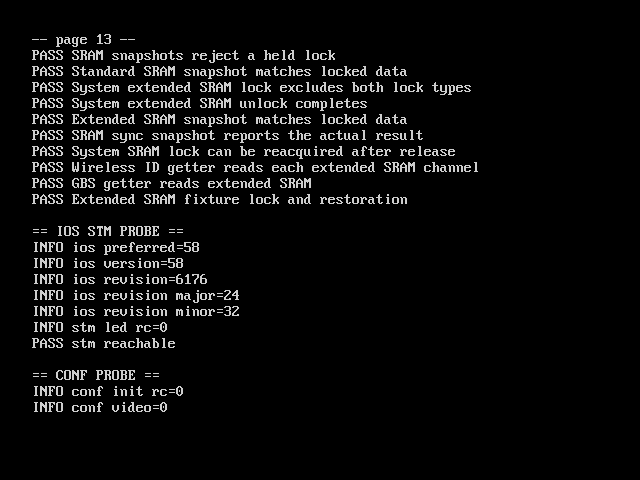 -- page 13 --
PASS SRAM snapshots reject a held lock
PASS Standard SRAM snapshot matches locked data
PASS System extended SRAM lock excludes both lock types
PASS System extended SRAM unlock completes
PASS Extended SRAM snapshot matches locked data
PASS SRAM sync snapshot reports the actual result
PASS System SRAM lock can be reacquired after release
PASS Wireless ID getter reads each extended SRAM channel
PASS GBS getter reads extended SRAM
PASS Extended SRAM fixture lock and restoration
== IOS STM PROBE ==
INFO ios preferred=58
INFO ios version=58
INFO ios revision=6176
INFO ios revision major=24
INFO ios revision minor=32
INFO stm led rc=0
PASS stm reachable
== CONF PROBE ==
INFO conf init rc=0
INFO conf video=0